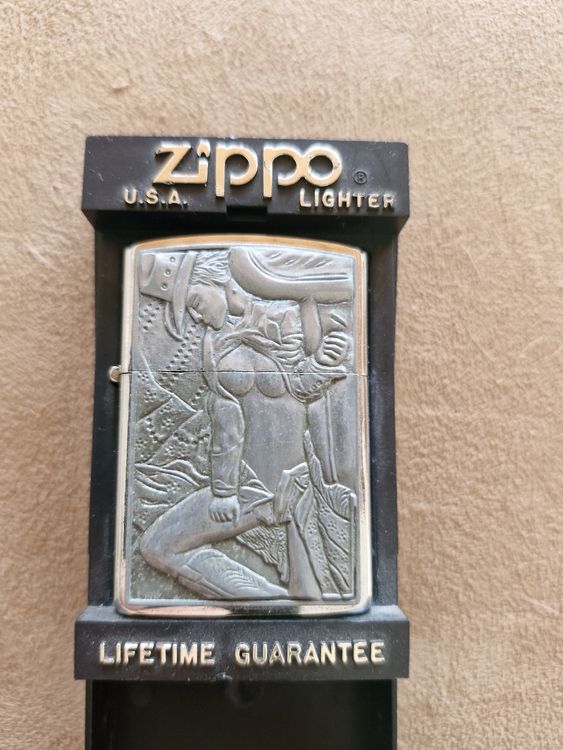 zippo ®
U.S.A. LIGHTER
LIFETIME GUARANTEE